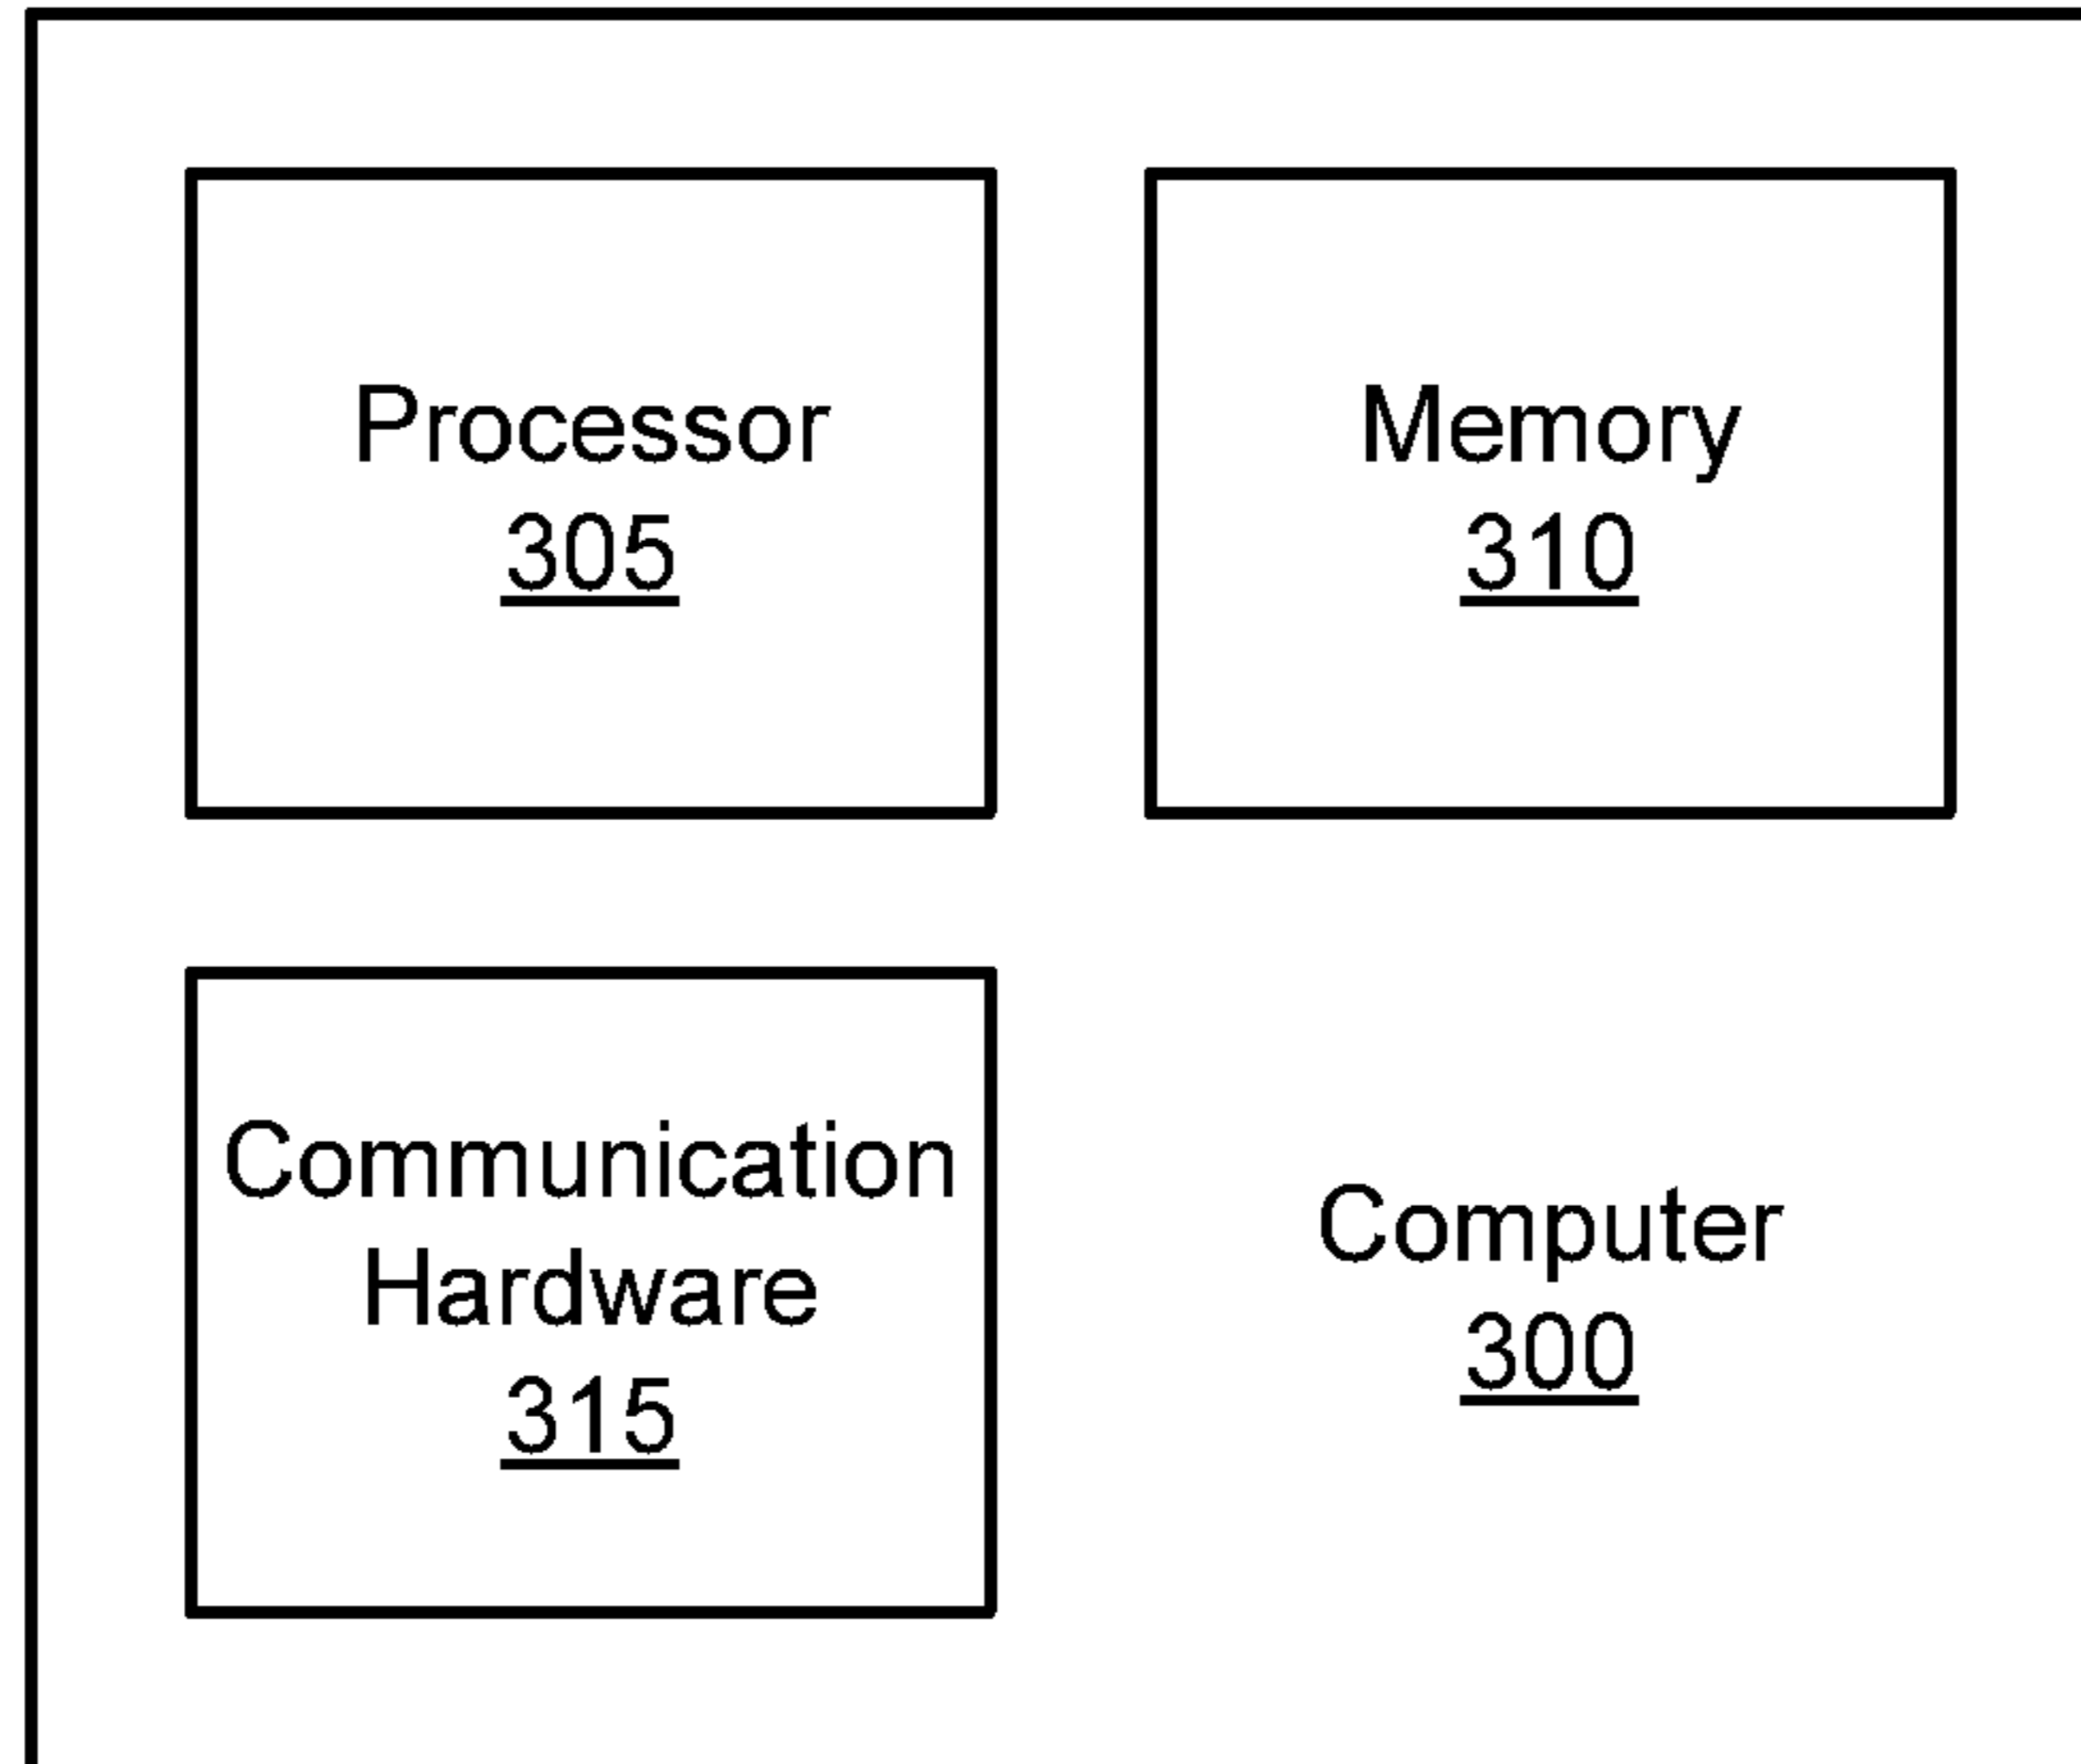 Processor
305
Memory
310
Communication
Hardware
315
Computer
300